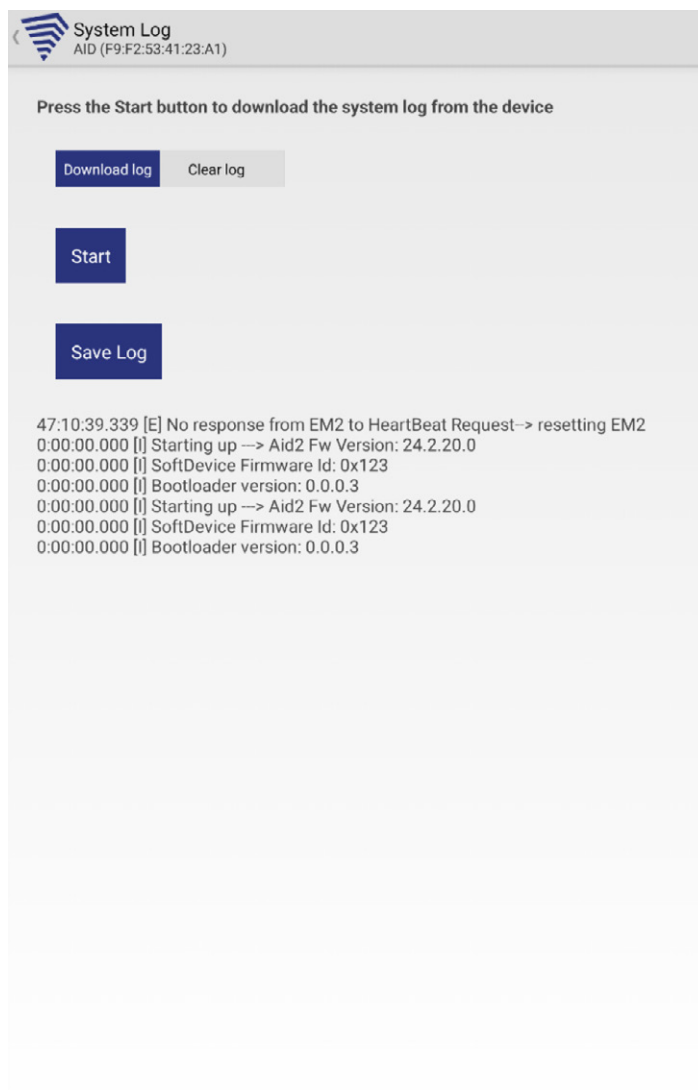 System Log
AID (F9:F2:53:41:23:A1)
Press the Start button to download the system log from the device
Download log Clear log
Start
Save Log
47:10:39.339 [E] No response from EM2 to HeartBeat Request--> resetting EM2
0:00:00.000 [I] Starting up ---> Aid2 Fw Version: 24.2.20.0
0:00:00.000 [I] SoftDevice Firmware Id: 0x123
0:00:00.000 [I] Bootloader version: 0.0.0.3
0:00:00.000 [I] Starting up ---> Aid2 Fw Version: 24.2.20.0
0:00:00.000 [I] SoftDevice Firmware Id: 0x123
0:00:00.000 [I] Bootloader version: 0.0.0.3